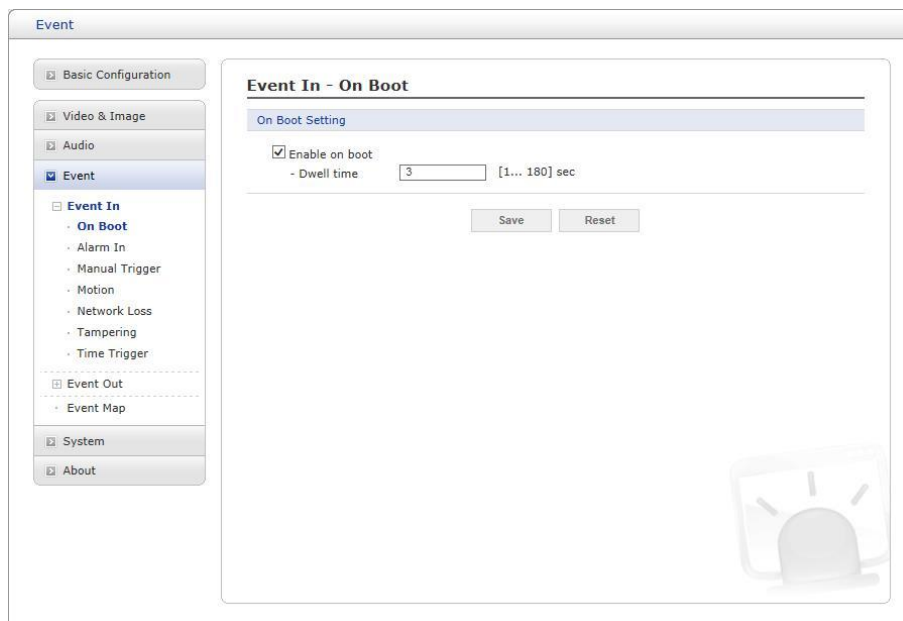 Event
Basic Configuration
Video & Image
Audio
Event
Event In
On Boot
Alarm In
Manual Trigger
Motion
Network Loss
Tampering
Time Trigger
Event Out
Event Map
System
About
Event In - On Boot
On Boot Setting
Enable on boot
- Dwell time 3 [1... 180] sec
Save Reset